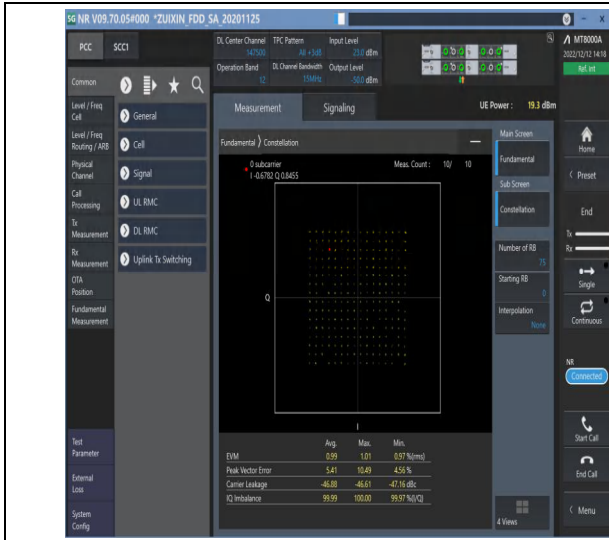 5G NR V09.70.05#000 *ZUIXIN_FDD_SA_20201125
PCC SCC1
DL Center Channel TPC Pattern Input Level
147500 All +3dB 23.0 dBm
Operation Band DL Channel Bandwidth Output Level
12 15MHz -50.0 dBm
MT8000A
2022/12/12 14:18
Ref. Int
Common
Level / Freq
Cell
Level / Freq
Routing / ARB
Physical
Channel
Call
Processing
Tx
Measurement
Rx
Measurement
OTA
Position
Fundamental
Measurement
Test
Parameter
External
Loss
System
Config
General
Cell
Signal
UL RMC
DL RMC
Uplink Tx Switching
Measurement Signaling
UE Power : 19.3 dBm
Fundamental Constellation
0 subcarrier Meas. Count : 10/ 10
I -0.6782 Q 0.8455
Q
I
Avg. Max. Min.
EVM 0.99 1.01 0.97 %(rms)
Peak Vector Error 5.41 10.49 4.56 %
Carrier Leakage -46.88 -46.61 -47.16 dBc
IQ Imbalance 99.99 100.00 99.97 %(I/Q)
Main Screen
Fundamental
Sub Screen
Constellation
Number of RB
75
Starting RB
0
Interpolation
None
4 Views
Home
Preset
End
Tx
Rx
Single
Continuous
NR
Connected
Start Call
End Call
Menu